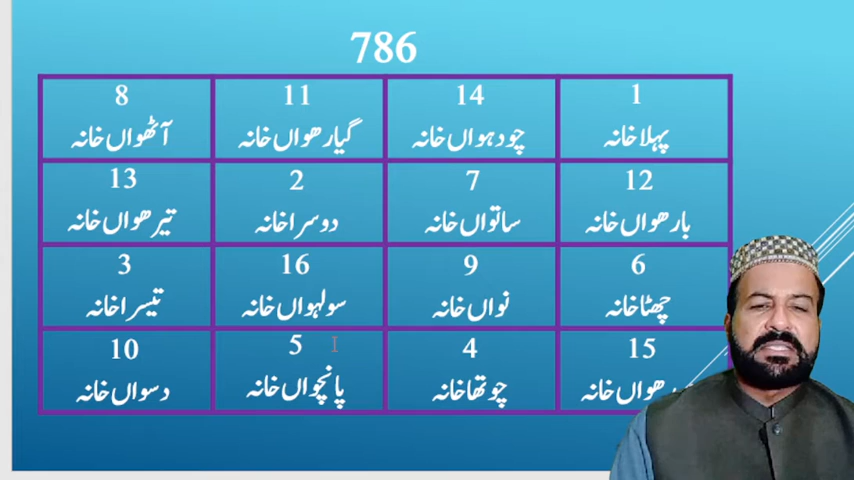 786
1 14 11 8
پہلا خانہ چودہواں خانہ گیارھواں خانہ آٹھواں خانہ
12 7 2 13
بارھواں خانہ ساتواں خانہ دوسرا خانہ تیرھواں خانہ
6 9 16 3
چھٹا خانہ نواں خانہ سولہواں خانہ تیسرا خانہ
15 4 5 10
خانہ چوتھا خانہ پانچواں خانہ دسواں خانہ